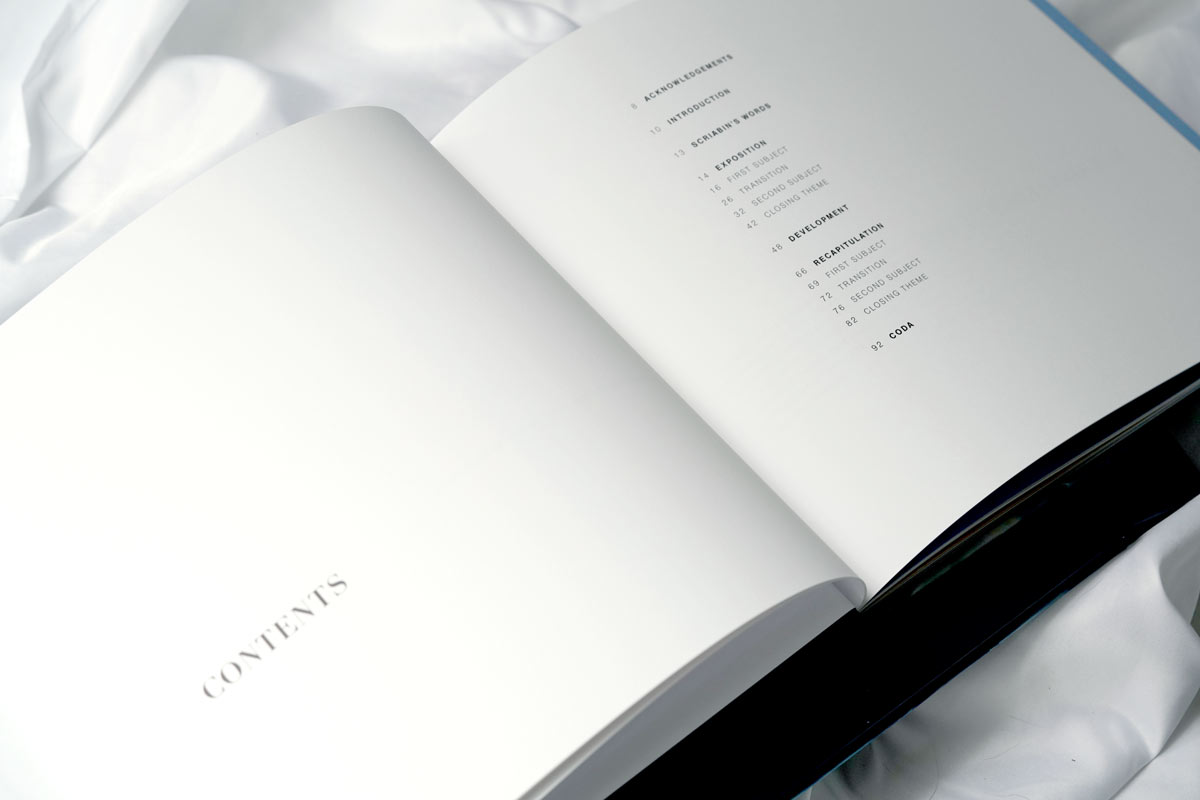 CONTENTS
8 ACKNOWLEDGEMENTS
10 INTRODUCTION
13 SCRIABIN'S WORDS
14 EXPOSITION
16 FIRST SUBJECT
26 TRANSITION
32 SECOND SUBJECT
42 CLOSING THEME
48 DEVELOPMENT
66 RECAPITULATION
69 FIRST SUBJECT
72 TRANSITION
76 SECOND SUBJECT
82 CLOSING THEME
92 CODA